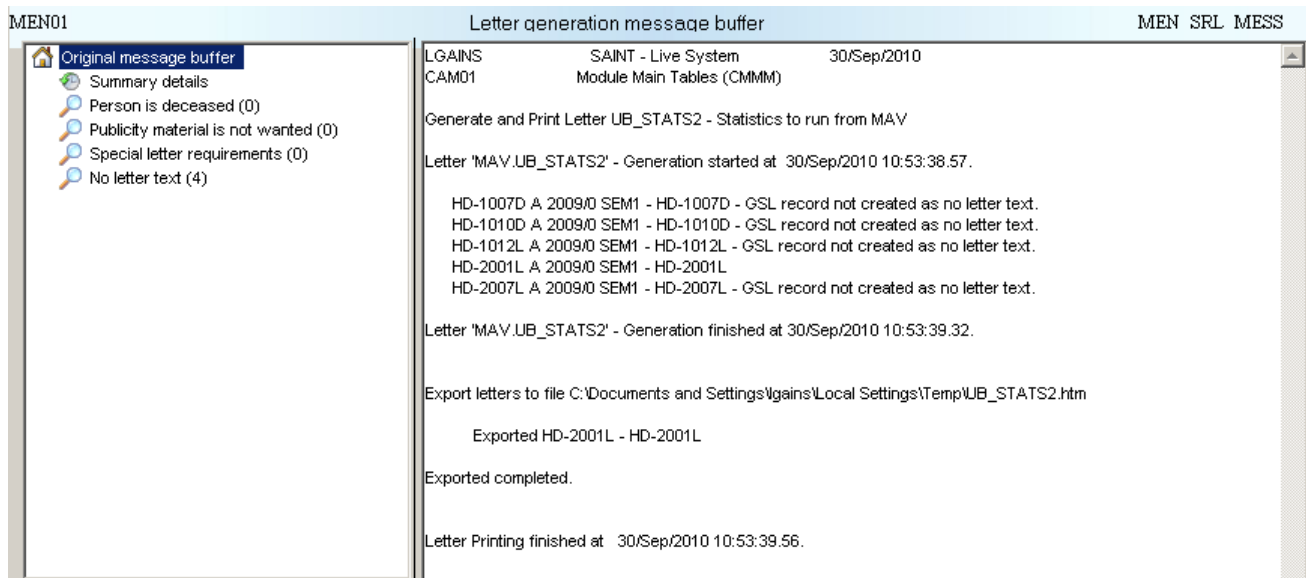 MEN01 Letter generation message buffer MEN SRL MESS
Original message buffer
Summary details
Person is deceased (0)
Publicity material is not wanted (0)
Special letter requirements (0)
No letter text (4)
LGAINS SAINT - Live System 30/Sep/2010
CAM01 Module Main Tables (CMMM)
Generate and Print Letter UB_STATS2 - Statistics to run from MAV
Letter 'MAV.UB_STATS2' - Generation started at 30/Sep/2010 10:53:38.57.
HD-1007D A 2009/0 SEM1 - HD-1007D - GSL record not created as no letter text.
HD-1010D A 2009/0 SEM1 - HD-1010D - GSL record not created as no letter text.
HD-1012L A 2009/0 SEM1 - HD-1012L - GSL record not created as no letter text.
HD-2001L A 2009/0 SEM1 - HD-2001L
HD-2007L A 2009/0 SEM1 - HD-2007L - GSL record not created as no letter text.
Letter 'MAV.UB_STATS2' - Generation finished at 30/Sep/2010 10:53:39.32.
Export letters to file C:\Documents and Settings\lgains\Local Settings\Temp\UB_STATS2.htm
Exported HD-2001L - HD-2001L
Exported completed.
Letter Printing finished at 30/Sep/2010 10:53:39.56.